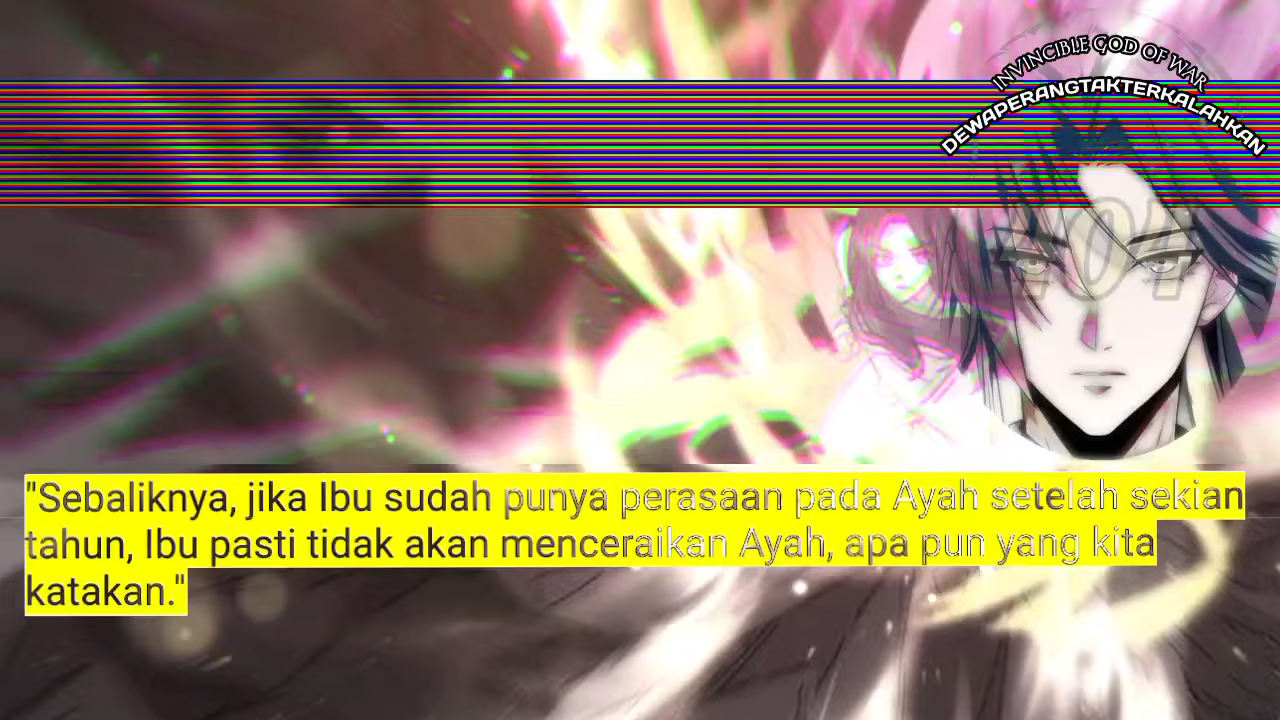 INVINCIBLE GOD OF WAR
DEWAPERANGTAKTERKALAHKAN
404
"Sebaliknya, jika Ibu sudah punya perasaan pada Ayah setelah sekian
tahun, Ibu pasti tidak akan menceraikan Ayah, apa pun yang kita
katakan."